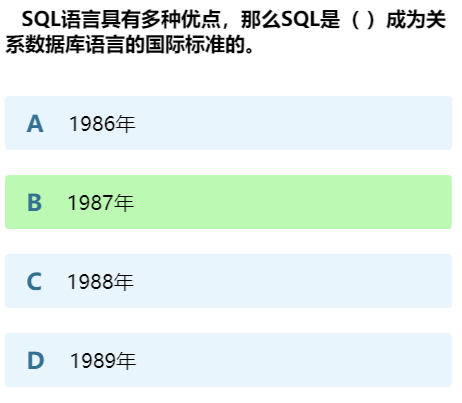 SQL语言具有多种优点，那么SQL是（ ）成为关
系数据库语言的国际标准的。
A 1986年
B 1987年
C 1988年
D 1989年